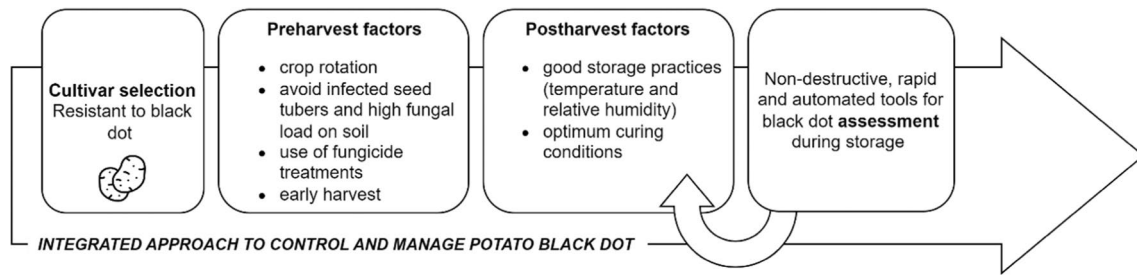 Cultivar selection
Resistant to black
dot
Preharvest factors
• crop rotation
• avoid infected seed
tubers and high fungal
load on soil
• use of fungicide
treatments
• early harvest
Postharvest factors
• good storage practices
(temperature and
relative humidity)
• optimum curing
conditions
Non-destructive, rapid
and automated tools for
black dot assessment
during storage
INTEGRATED APPROACH TO CONTROL AND MANAGE POTATO BLACK DOT